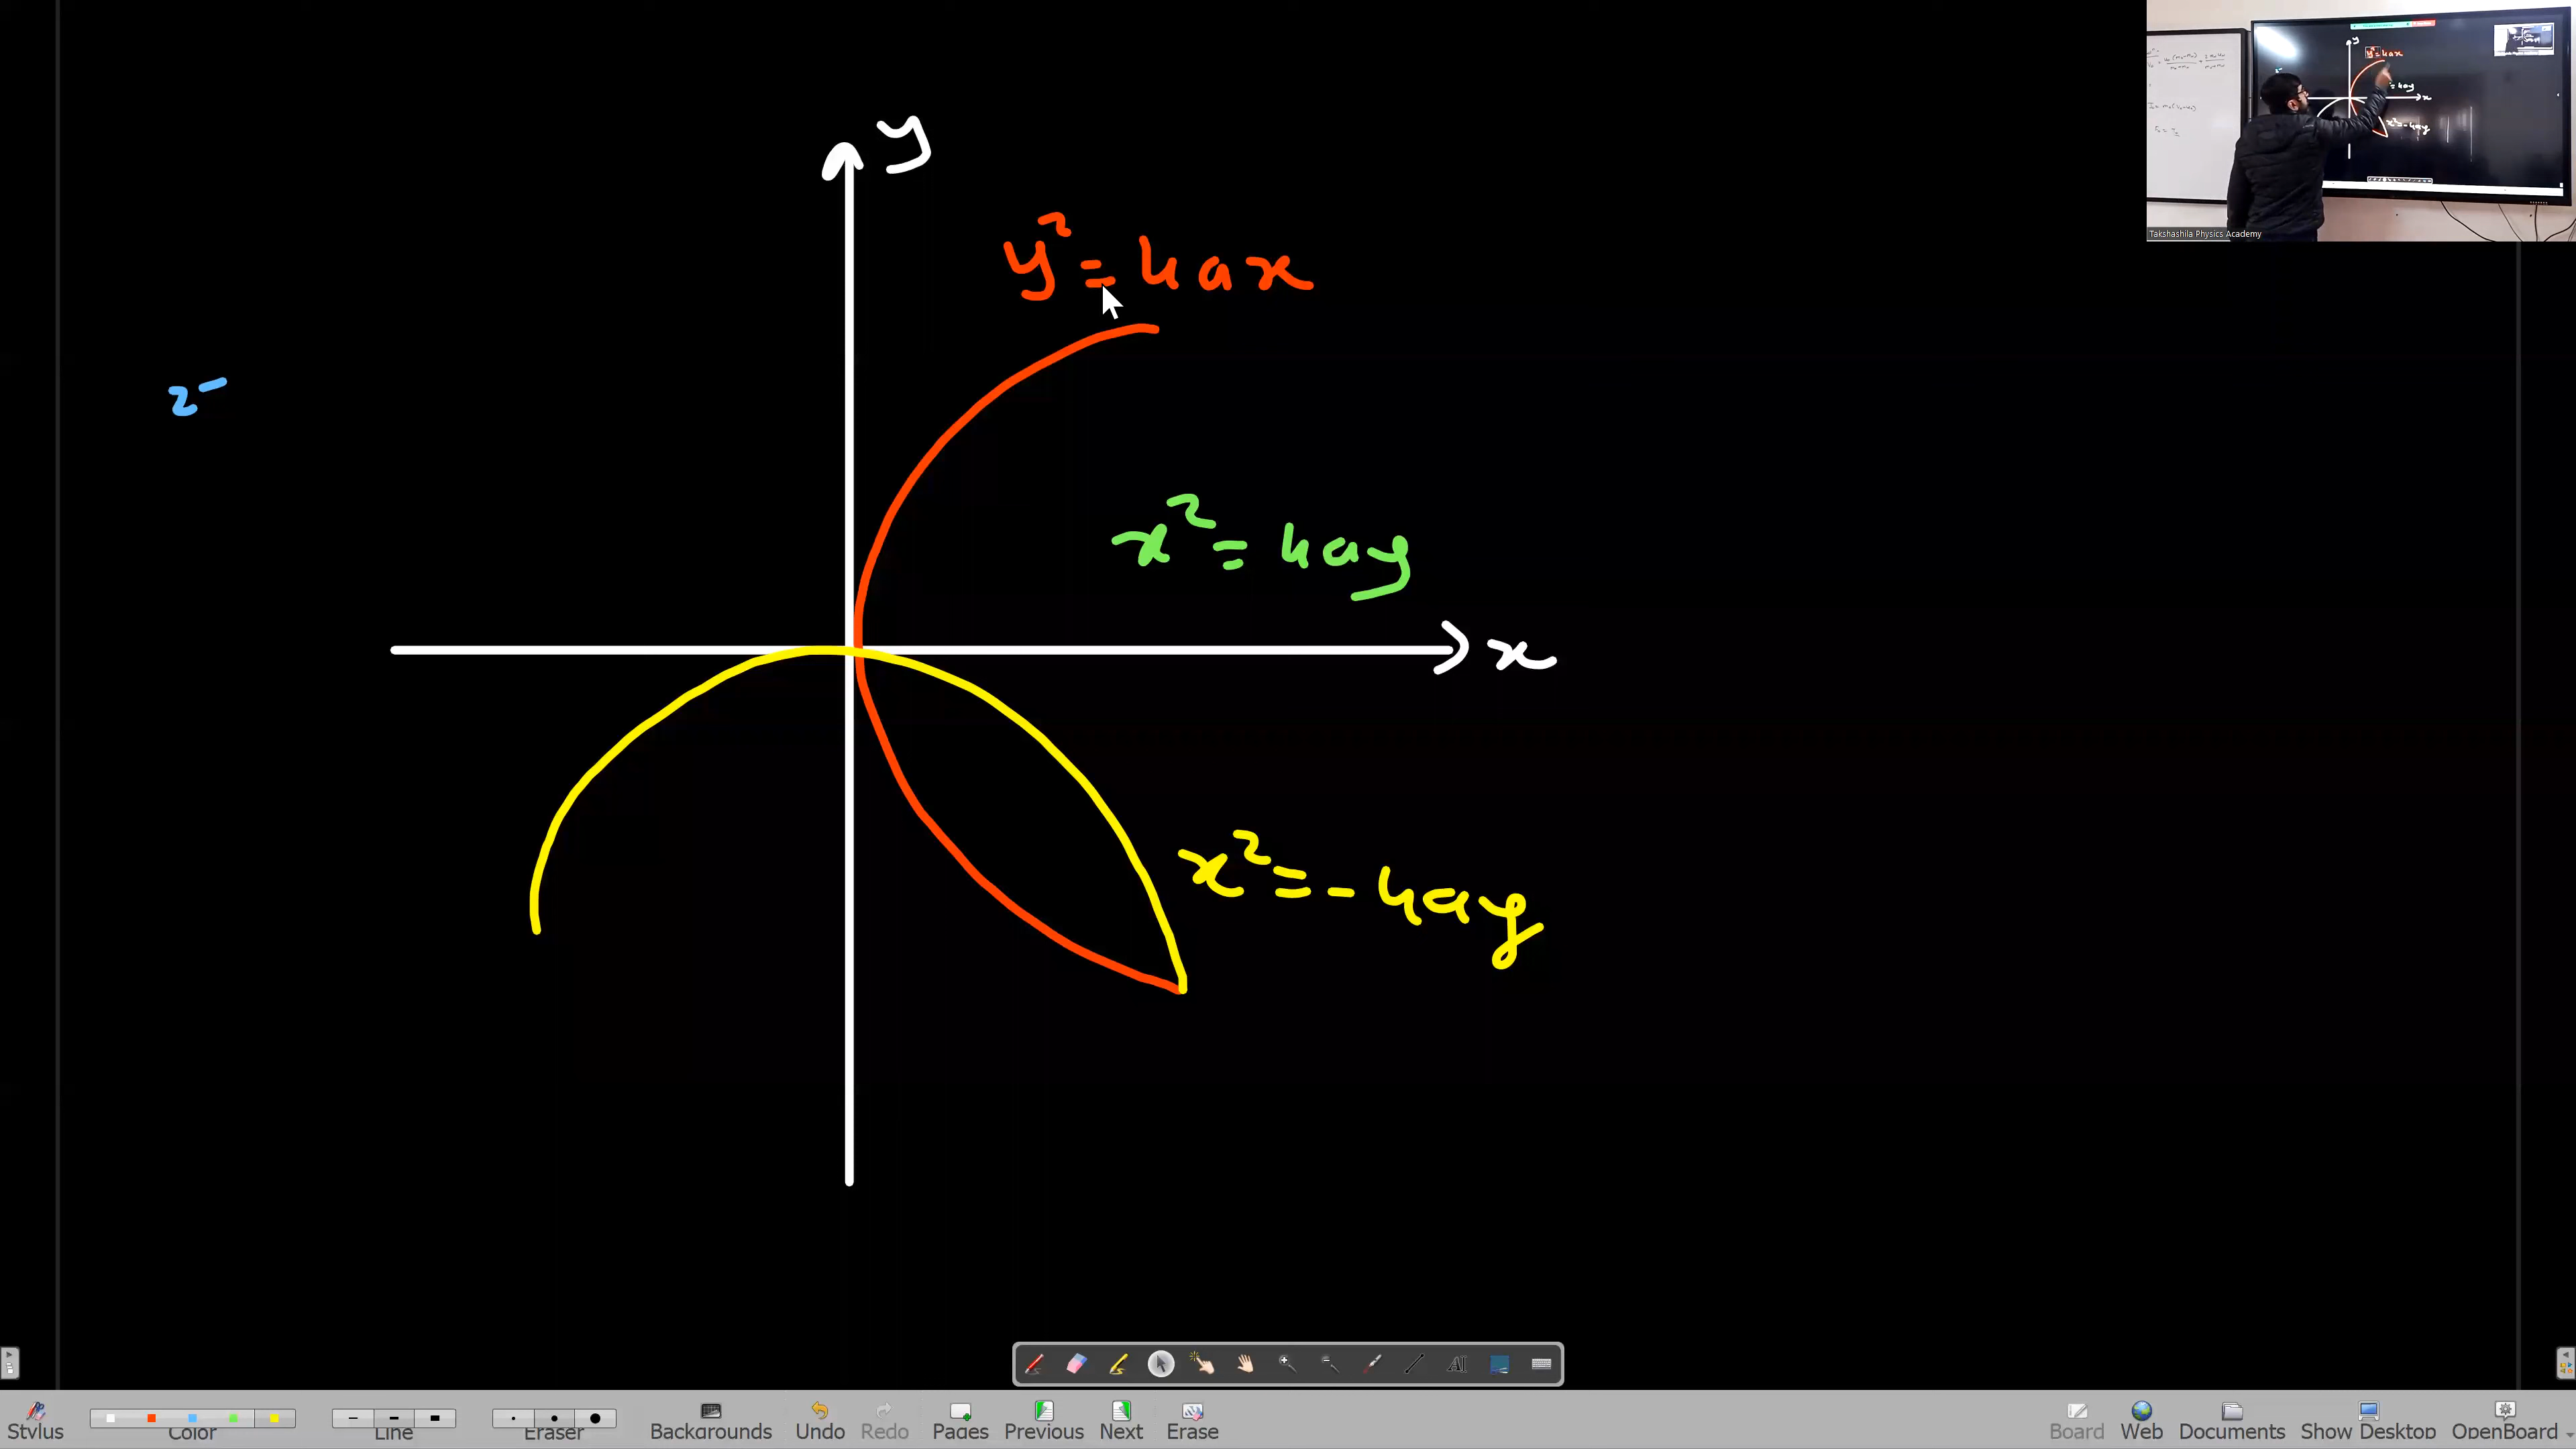 y
y² = 4ax
2
x² = 4ay
x
x² = -4ay
Takshashila Physics Academy
Stylus
Color
Line
Eraser
Backgrounds
Undo
Redo
Pages
Previous
Next
Erase
Board
Web
Documents
Show Desktop
OpenBoard